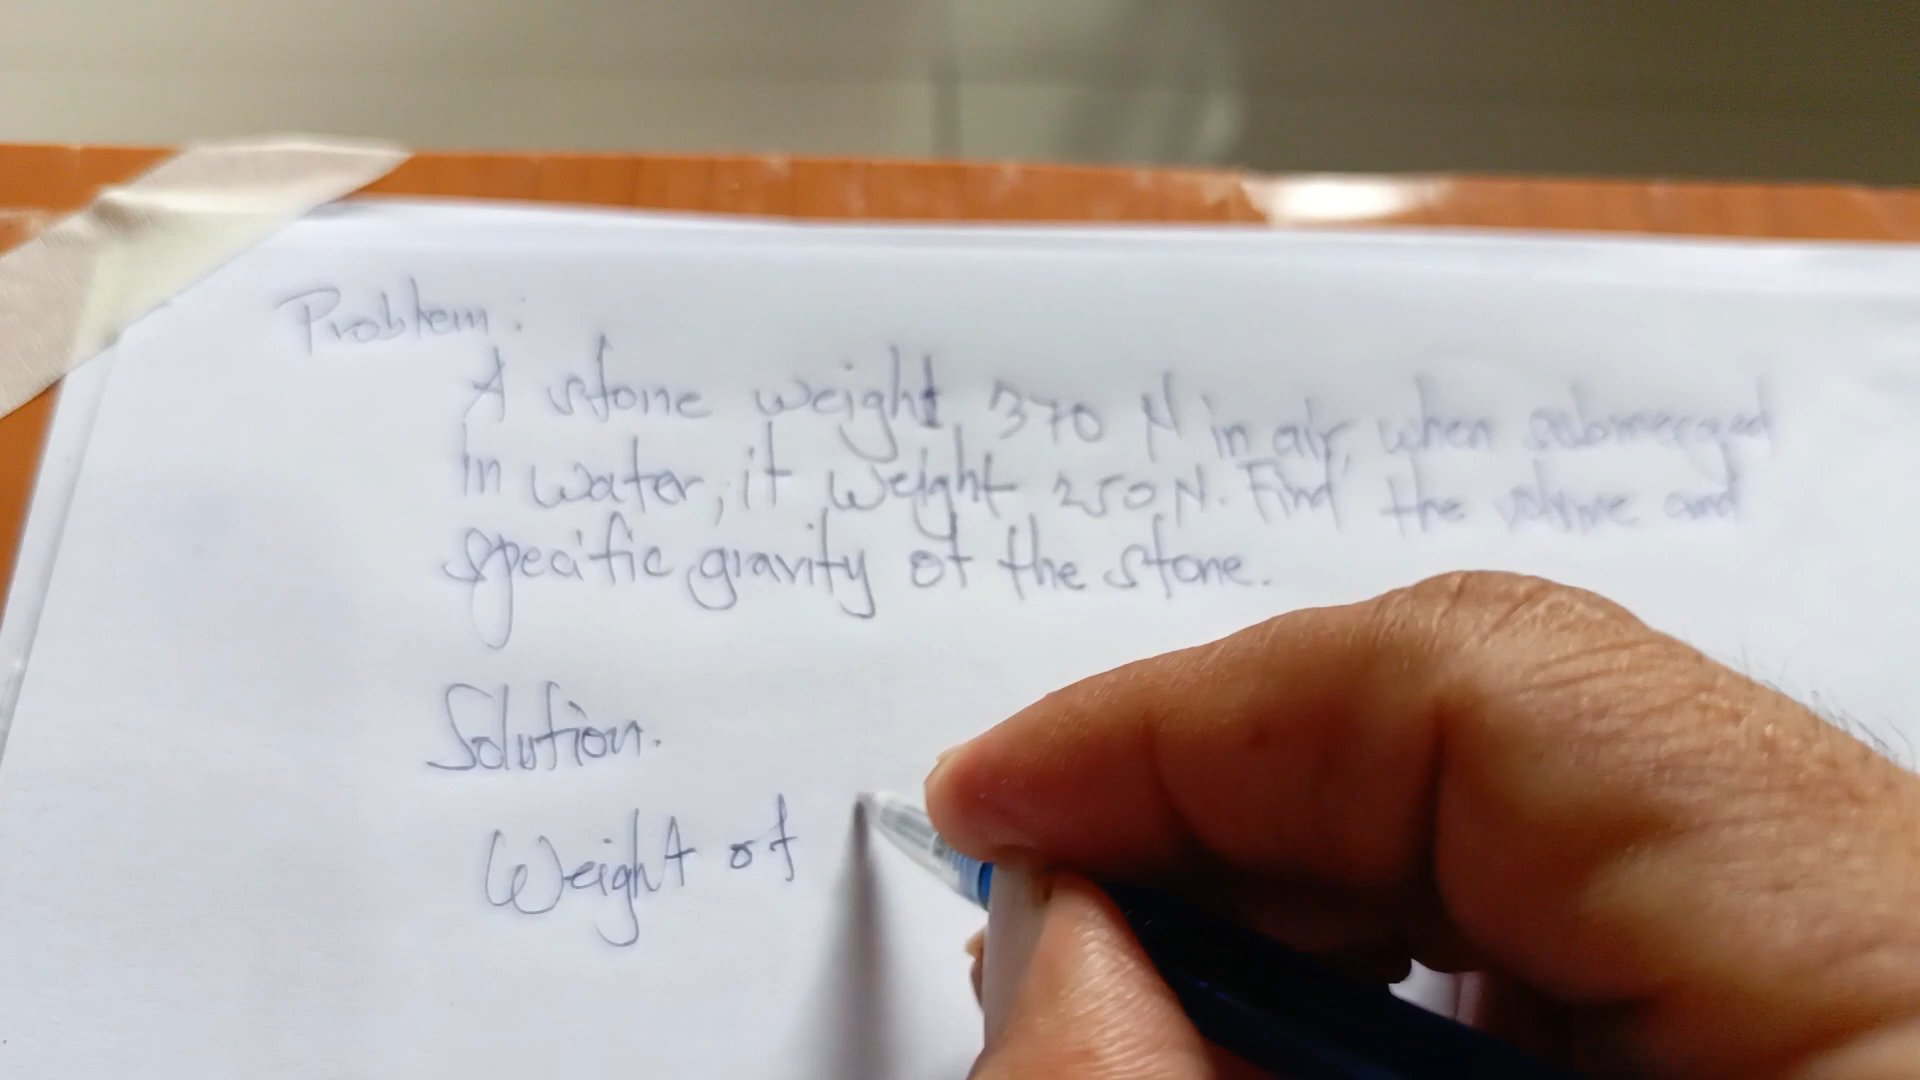 Problem:
A stone weight 370 N in air, when submerged
in water, it weight 250 N. Find the volume and
specific gravity of the stone.
Solution.
Weight of